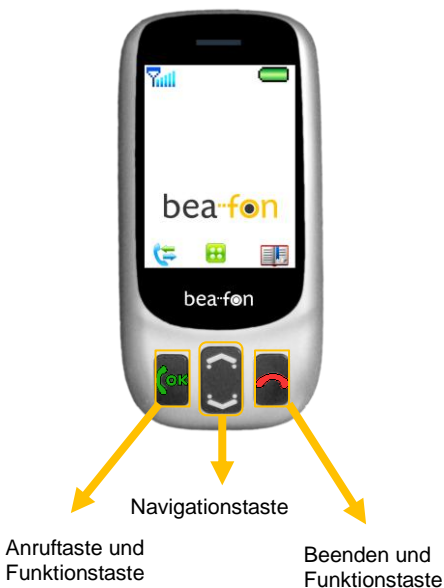 bea-fon
bea-fon
OK
Navigationstaste
Anruftaste und
Funktionstaste
Beenden und
Funktionstaste